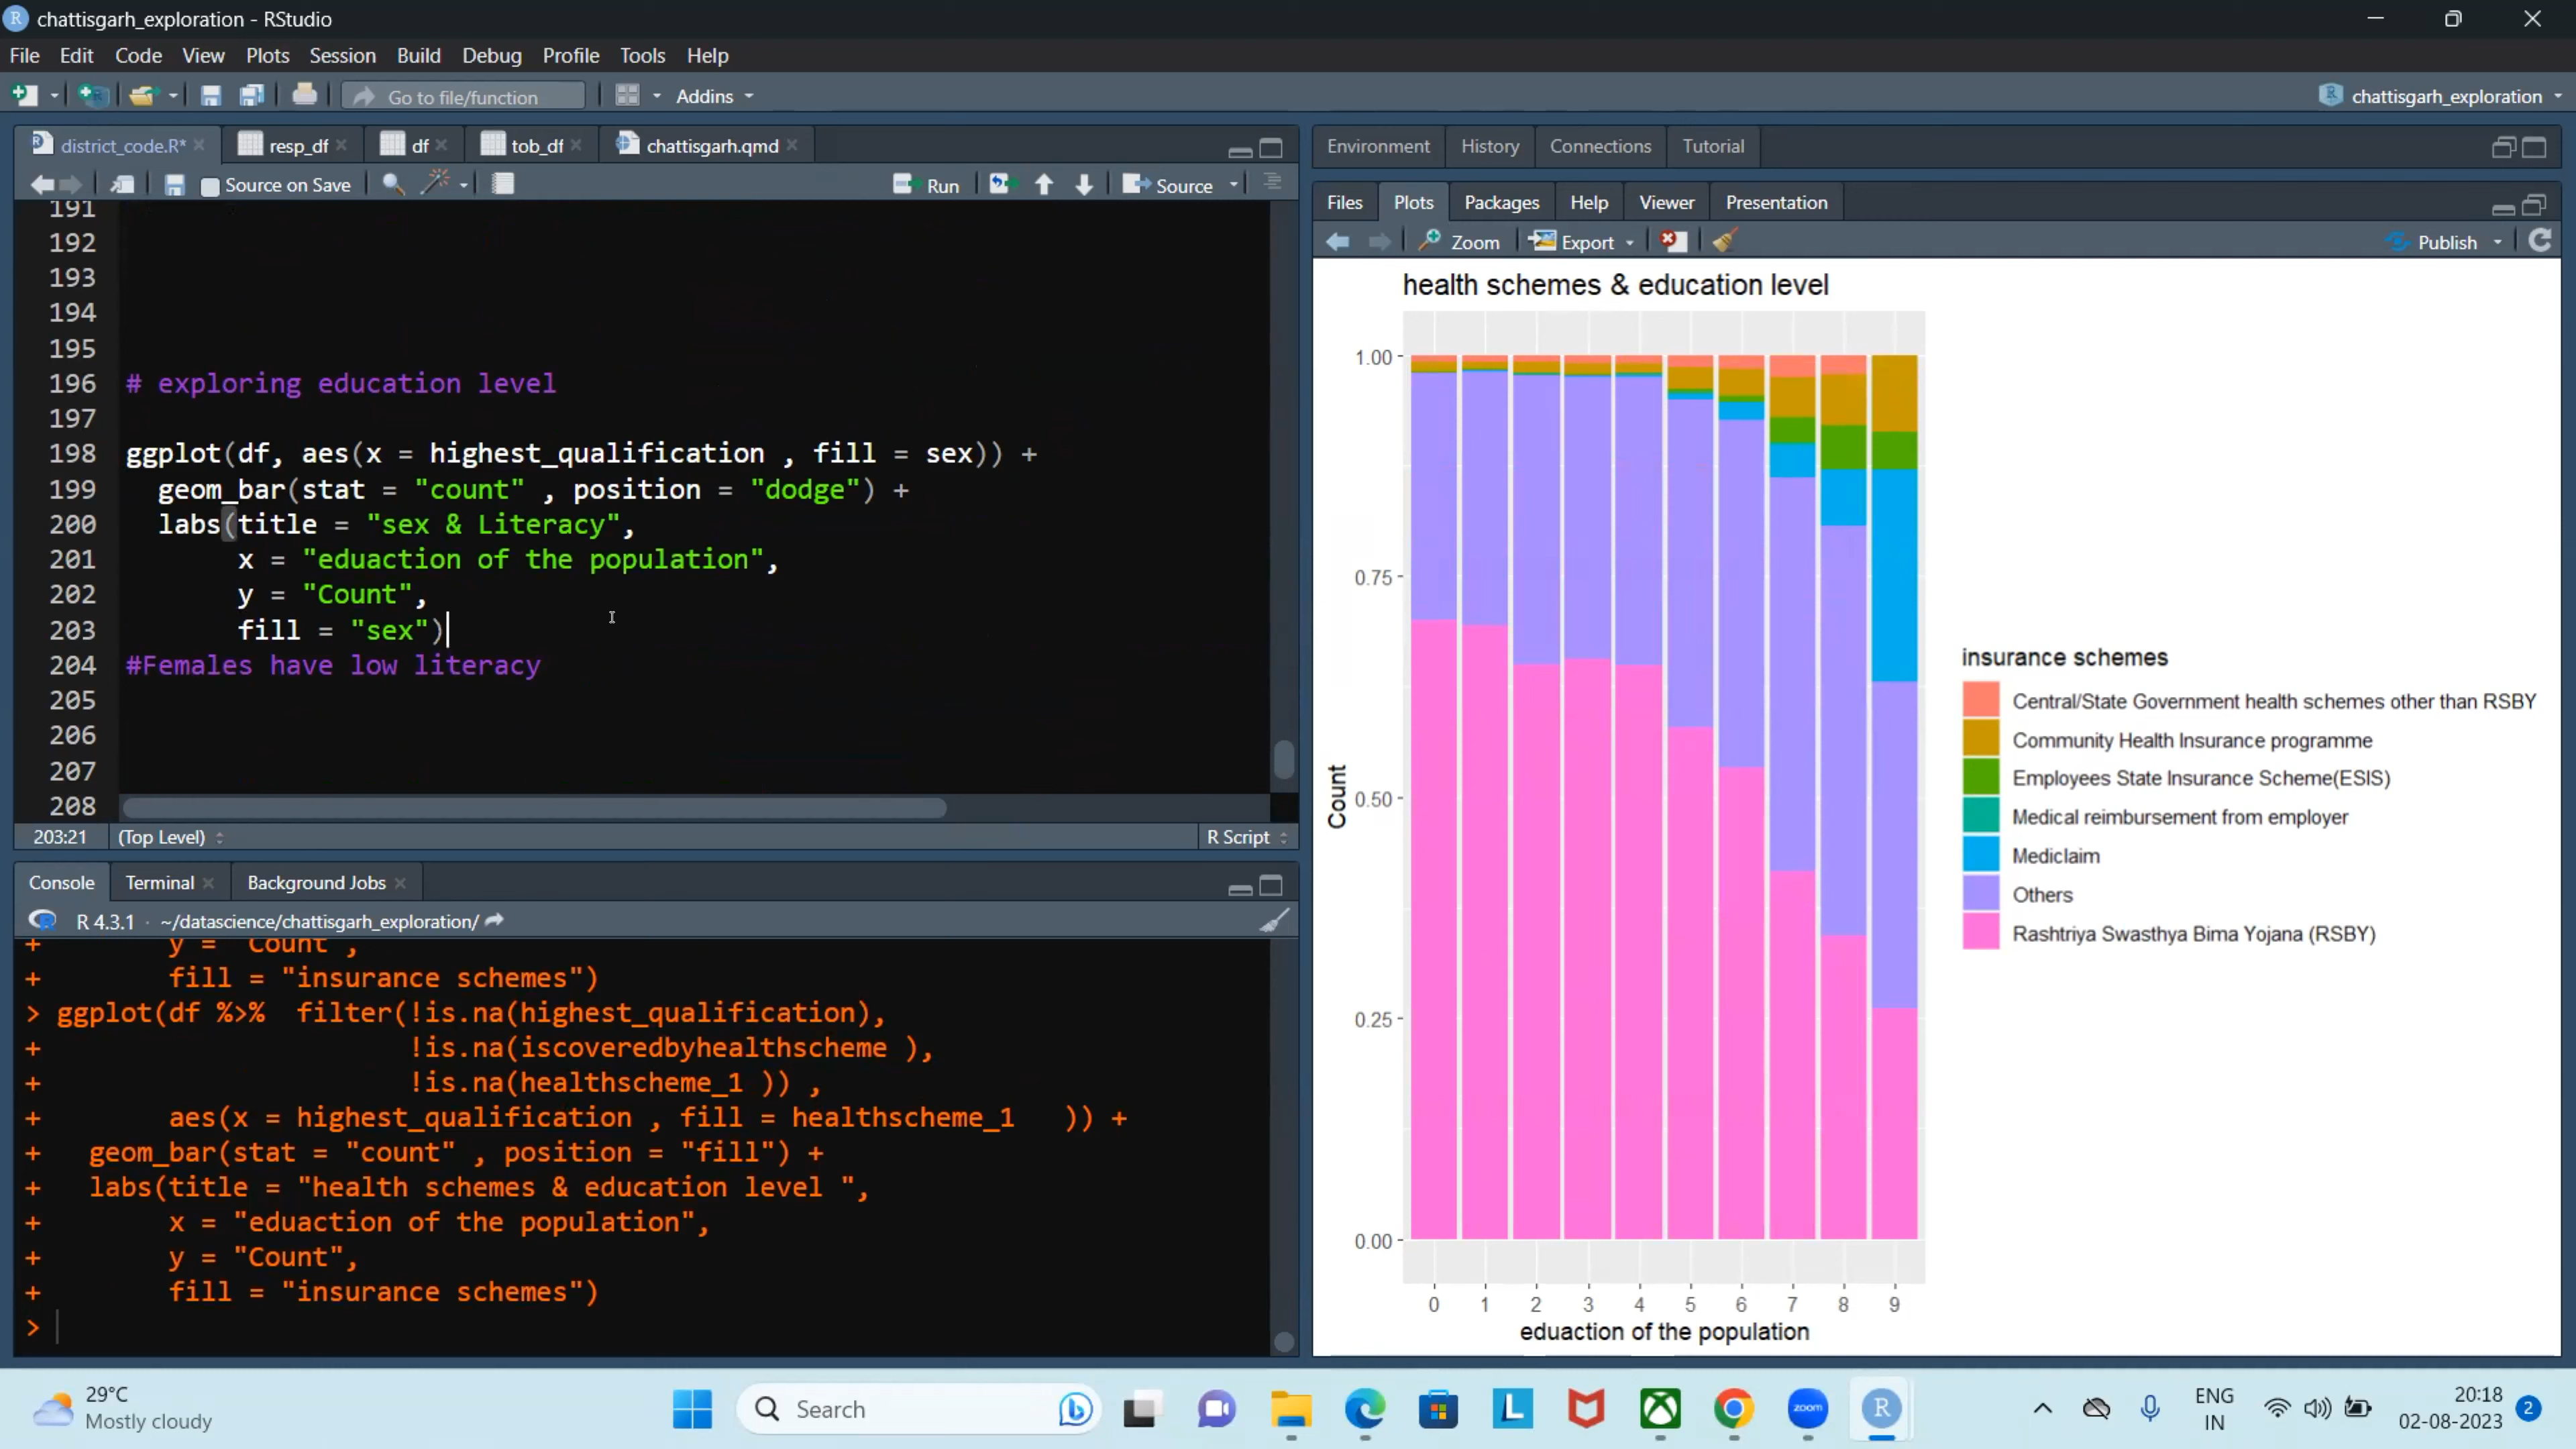 chattisgarh_exploration - RStudio
File Edit Code View Plots Session Build Debug Profile Tools Help
Go to file/function Addins chattisgarh_exploration
district_code.R* resp_df df tob_df chattisgarh.qmd
Source on Save Run Source
191
192
193
194
195
196 # exploring education level
197
198 ggplot(df, aes(x = highest_qualification , fill = sex)) +
199 geom_bar(stat = "count" , position = "dodge") +
200 labs(title = "sex & Literacy",
201 x = "eduaction of the population",
202 y = "Count",
203 fill = "sex")
204 #Females have low literacy
205
206
207
208
203:21 (Top Level) R Script
Console Terminal Background Jobs
R 4.3.1 · ~/datascience/chattisgarh_exploration/
+ y = "Count",
+ fill = "insurance schemes")
> ggplot(df %>% filter(!is.na(highest_qualification),
+ !is.na(iscoveredbyhealthscheme ),
+ !is.na(healthscheme_1 )) ,
+ aes(x = highest_qualification , fill = healthscheme_1 )) +
+ geom_bar(stat = "count" , position = "fill") +
+ labs(title = "health schemes & education level ",
+ x = "eduaction of the population",
+ y = "Count",
+ fill = "insurance schemes")
>
Environment History Connections Tutorial
Files Plots Packages Help Viewer Presentation
Zoom Export Publish
health schemes & education level
1.00
0.75
0.50
0.25
0.00
Count
0 1 2 3 4 5 6 7 8 9
eduaction of the population
insurance schemes
Central/State Government health schemes other than RSBY
Community Health Insurance programme
Employees State Insurance Scheme(ESIS)
Medical reimbursement from employer
Mediclaim
Others
Rashtriya Swasthya Bima Yojana (RSBY)
29°C
Mostly cloudy
Search
zoom
ENG
IN
20:18
02-08-2023
2